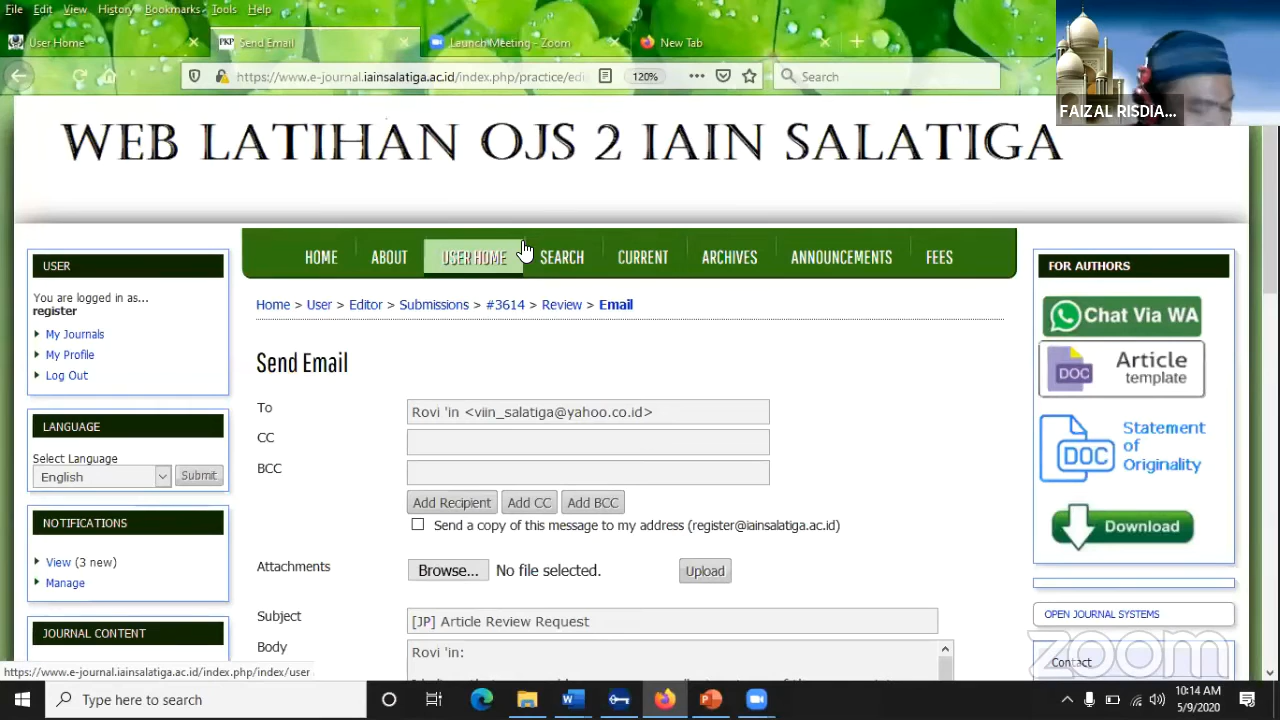 File Edit View History Bookmarks Tools Help
User Home
Send Email
Launch Meeting - Zoom
New Tab
https://www.e-journal.iainsalatiga.ac.id/index.php/practice/edi
120%
Search
FAIZAL RISDIA...
WEB LATIHAN OJS 2 IAIN SALATIGA
HOME ABOUT USER HOME SEARCH CURRENT ARCHIVES ANNOUNCEMENTS FEES
USER
You are logged in as...
register
My Journals
My Profile
Log Out
LANGUAGE
Select Language
English
Submit
NOTIFICATIONS
View (3 new)
Manage
JOURNAL CONTENT
Home > User > Editor > Submissions > #3614 > Review > Email
Send Email
To
Rovi 'in <viin_salatiga@yahoo.co.id>
CC
BCC
Add Recipient Add CC Add BCC
Send a copy of this message to my address (register@iainsalatiga.ac.id)
Attachments
Browse... No file selected.
Upload
Subject
[JP] Article Review Request
Body
Rovi 'in:
FOR AUTHORS
Chat Via WA
DOC
Article
template
DOC
Statement
of
Originality
Download
OPEN JOURNAL SYSTEMS
Contact
zoom
https://www.e-journal.iainsalatiga.ac.id/index.php/index/user
Type here to search
10:14 AM
5/9/2020